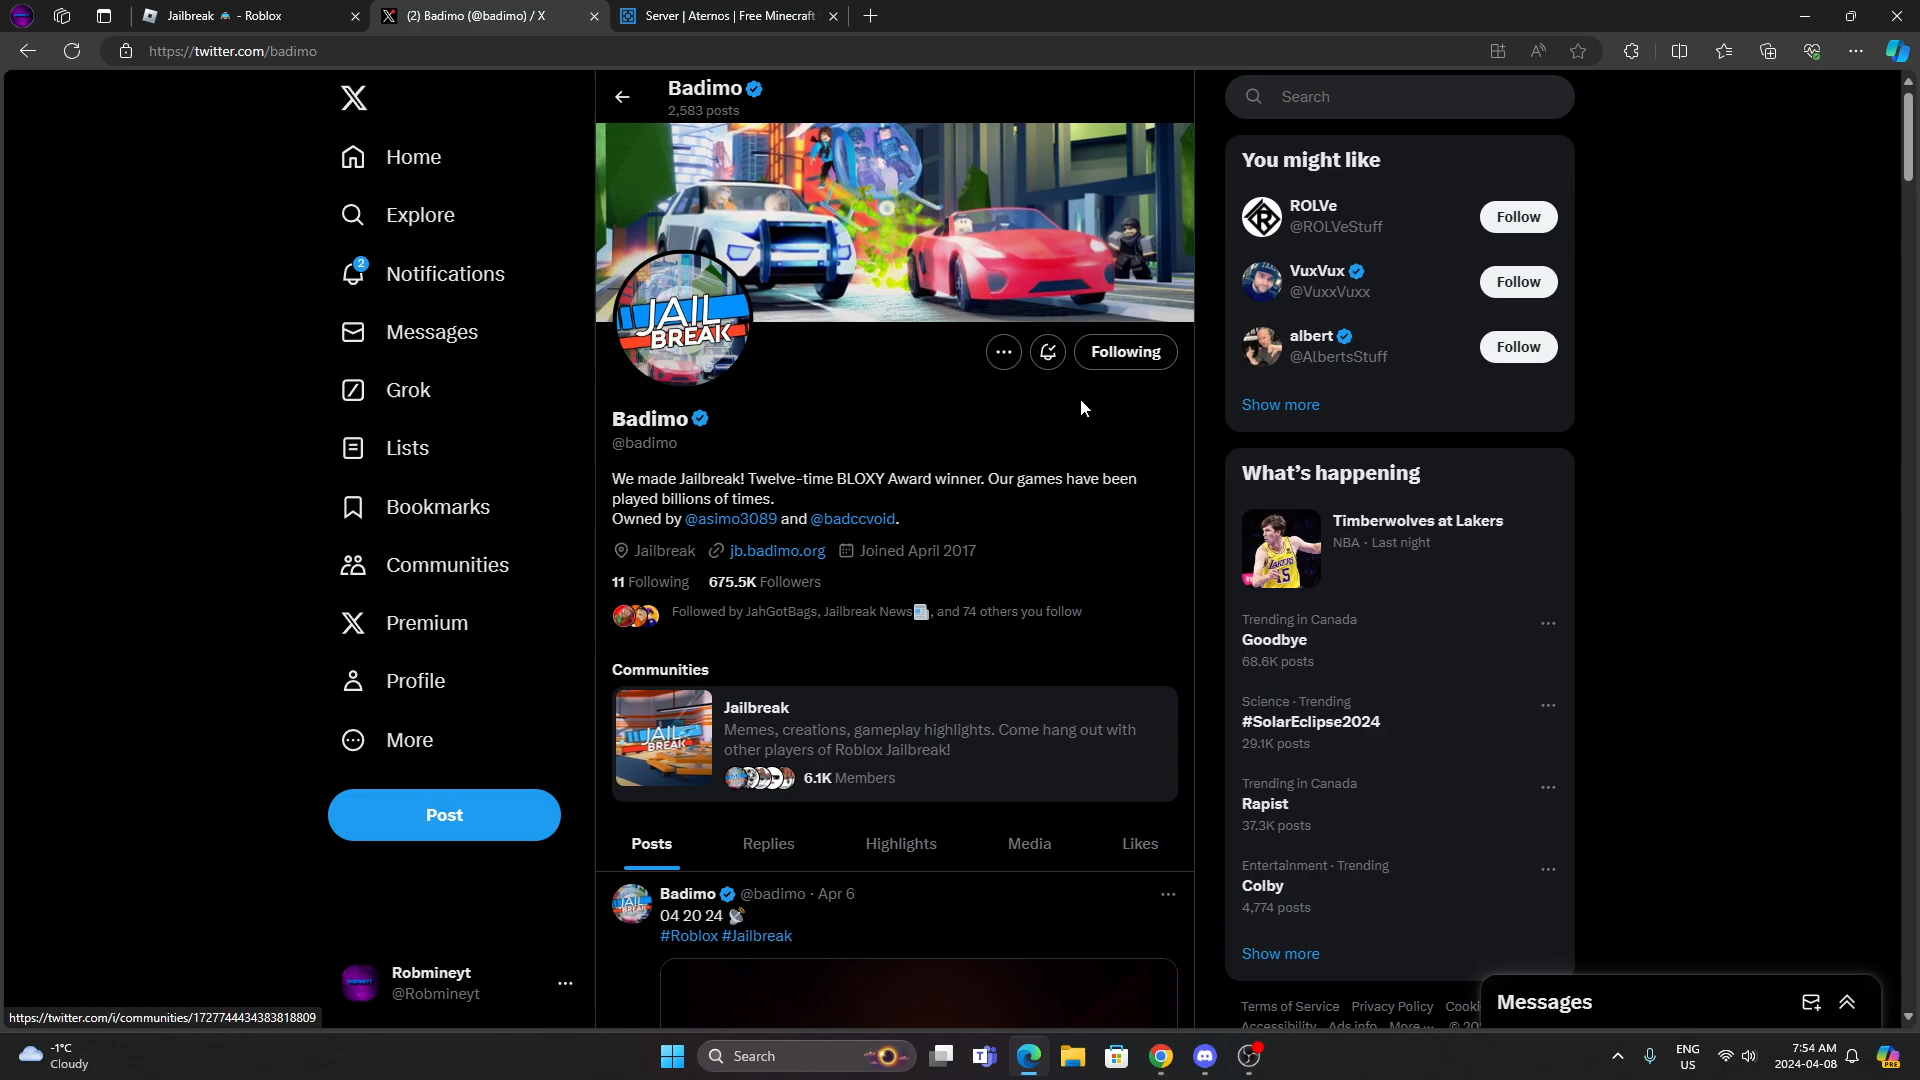 Jailbreak - Roblox
(2) Badimo (@badimo) / X
Server | Aternos | Free Minecraft
https://twitter.com/badimo
Badimo
2,583 posts
Search
Home
Explore
2
Notifications
Messages
Grok
Lists
Bookmarks
Communities
Premium
Profile
More
Post
Robmineyt
@Robmineyt
JAIL
BREAK
Following
Badimo
@badimo
We made Jailbreak! Twelve-time BLOXY Award winner. Our games have been
played billions of times.
Owned by @asimo3089 and @badccvoid.
Jailbreak jb.badimo.org Joined April 2017
11 Following 675.5K Followers
Followed by JahGotBags, Jailbreak News, and 74 others you follow
Communities
JAIL
BREAK
Jailbreak
Memes, creations, gameplay highlights. Come hang out with
other players of Roblox Jailbreak!
6.1K Members
Posts Replies Highlights Media Likes
Badimo @badimo · Apr 6
04 20 24
#Roblox #Jailbreak
You might like
ROLVe
@ROLVeStuff
Follow
VuxVux
@VuxxVuxx
Follow
albert
@AlbertsStuff
Follow
Show more
What's happening
Timberwolves at Lakers
NBA · Last night
Trending in Canada
Goodbye
68.6K posts
Science · Trending
#SolarEclipse2024
29.1K posts
Trending in Canada
Rapist
37.3K posts
Entertainment · Trending
Colby
4,774 posts
Show more
Terms of Service Privacy Policy Cooki
Accessibility Ads info More ... © 20
Messages
https://twitter.com/i/communities/1727744434383818809
-1°C
Cloudy
Search
ENG
US
7:54 AM
2024-04-08